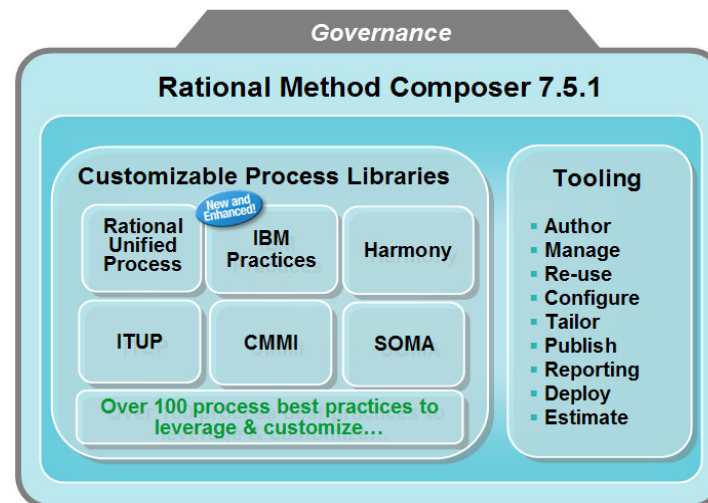 Governance
Rational Method Composer 7.5.1
Customizable Process Libraries
New and
Enhanced!
Rational
Unified
Process
IBM
Practices
Harmony
ITUP
CMMI
SOMA
Over 100 process best practices to
leverage & customize…
Tooling
Author
Manage
Re-use
Configure
Tailor
Publish
Reporting
Deploy
Estimate